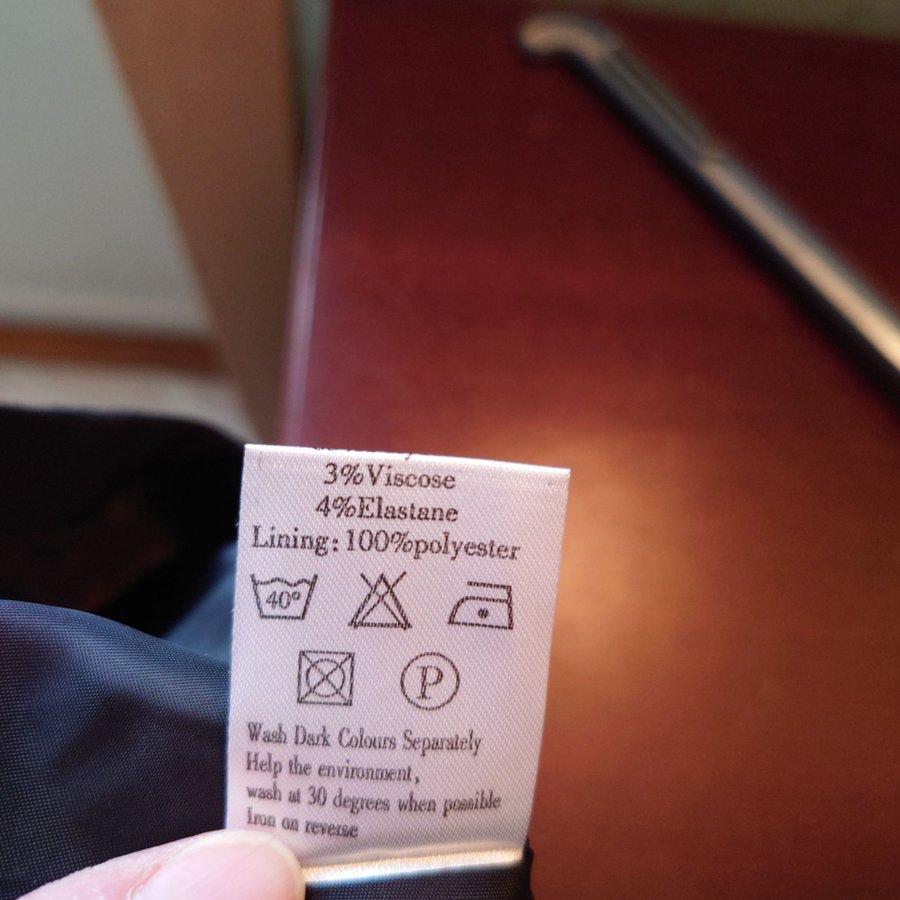 3%Viscose
4%Elastane
Lining:100%polyester
40°
P
Wash Dark Colours Separately
Help the environment,
wash at 30 degrees when possible
Iron on reverse